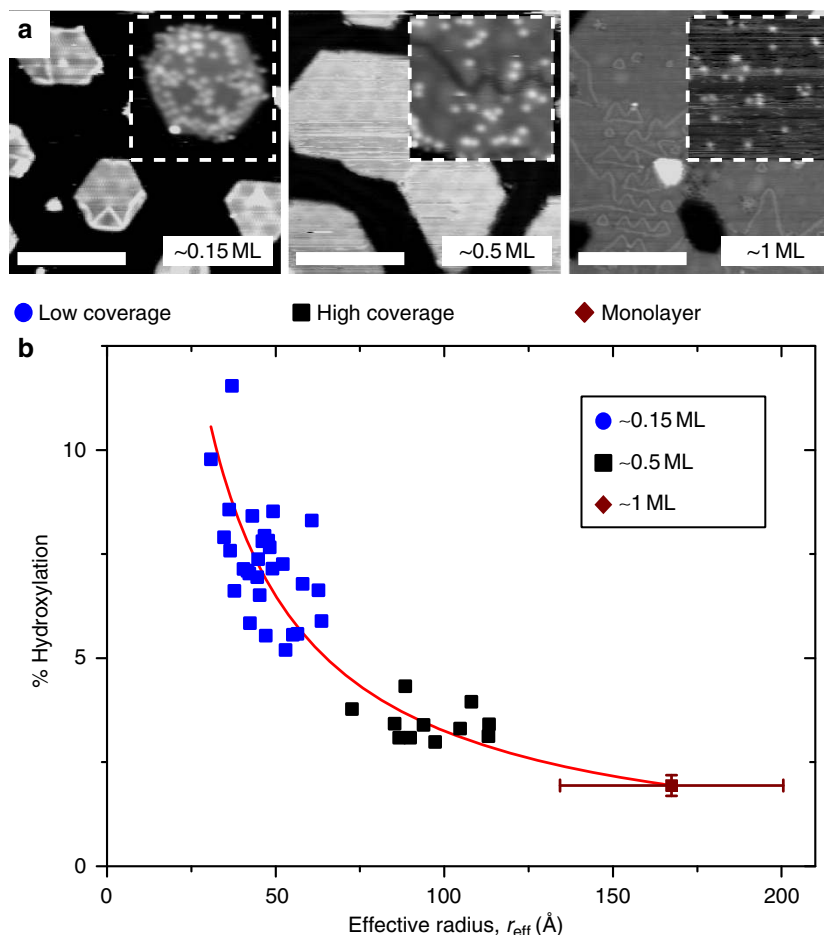 a
~0.15 ML
~0.5 ML
~1 ML
Low coverage
High coverage
Monolayer
b
10
5
0
% Hydroxylation
~0.15 ML
~0.5 ML
~1 ML
0
50
100
150
200
Effective radius, r_eff (Å)